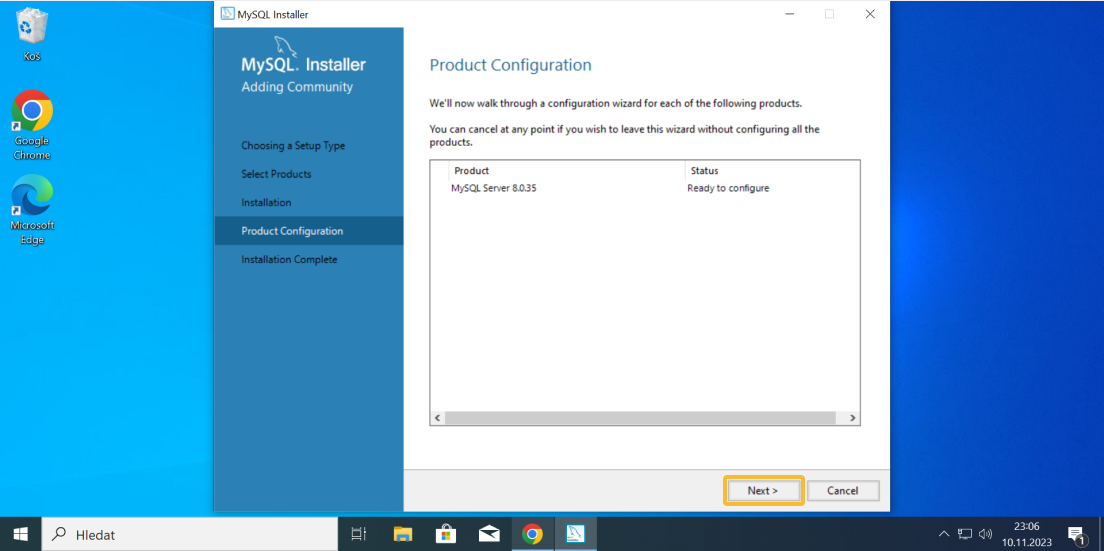 Koš
Google
Chrome
Microsoft
Edge
MySQL Installer
MySQL. Installer
Adding Community
Choosing a Setup Type
Select Products
Installation
Product Configuration
Installation Complete
Product Configuration
We'll now walk through a configuration wizard for each of the following products.
You can cancel at any point if you wish to leave this wizard without configuring all the
products.
Product Status
MySQL Server 8.0.35 Ready to configure
Next > Cancel
Hledat
23:06
10.11.2023
1